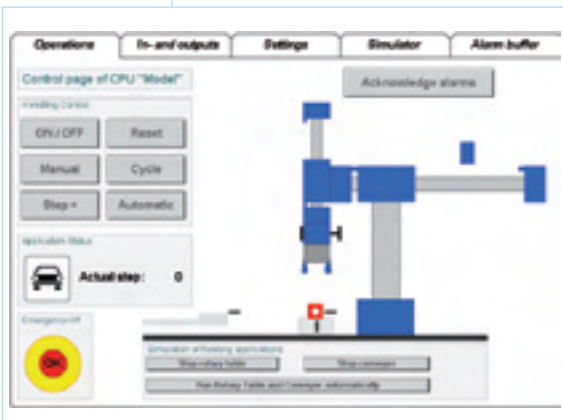 Operations In- and outputs Settings Simulator Alarm buffer
Control page of CPU "Model"
Acknowledge alarms
Handling Control
ON / OFF Reset
Manual Cycle
Step + Automatic
Application Status
Actual step: 0
Emergency Off
OK
Simulation of handling applications
Stop rotary table Stop conveyor
Run Rotary Table and Conveyor automatically